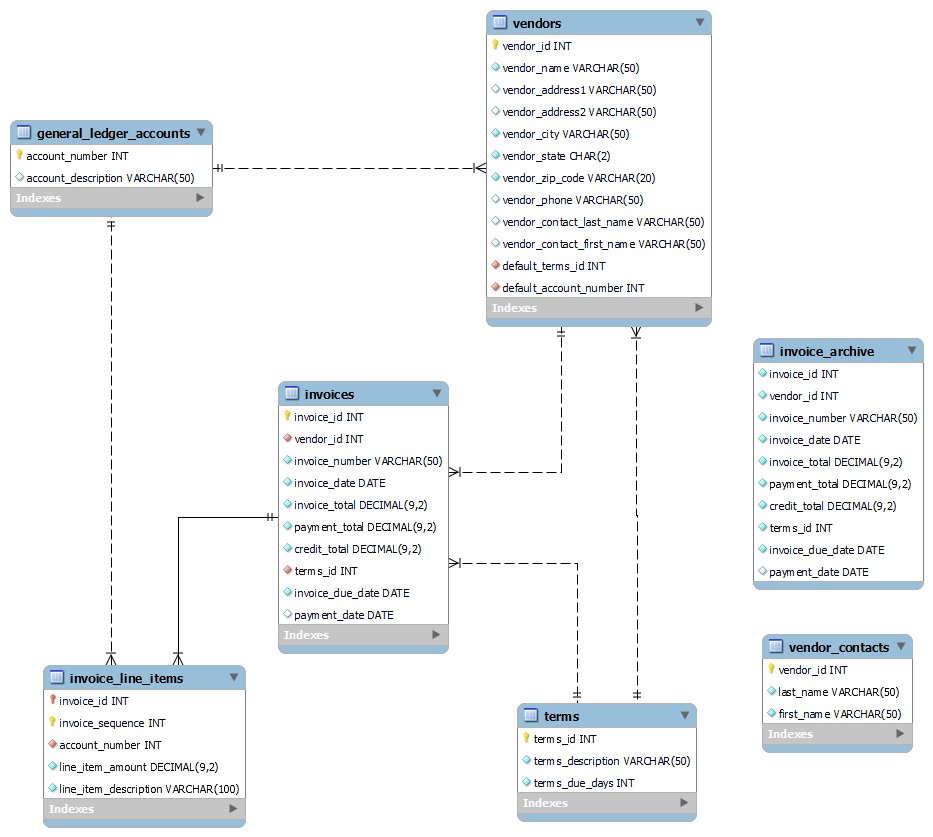 vendors
vendor_id INT
vendor_name VARCHAR(50)
vendor_address1 VARCHAR(50)
vendor_address2 VARCHAR(50)
vendor_city VARCHAR(50)
vendor_state CHAR(2)
vendor_zip_code VARCHAR(20)
vendor_phone VARCHAR(50)
vendor_contact_last_name VARCHAR(50)
vendor_contact_first_name VARCHAR(50)
default_terms_id INT
default_account_number INT
Indexes
general_ledger_accounts
account_number INT
account_description VARCHAR(50)
Indexes
invoice_archive
invoice_id INT
vendor_id INT
invoice_number VARCHAR(50)
invoice_date DATE
invoice_total DECIMAL(9,2)
payment_total DECIMAL(9,2)
credit_total DECIMAL(9,2)
terms_id INT
invoice_due_date DATE
payment_date DATE
invoices
invoice_id INT
vendor_id INT
invoice_number VARCHAR(50)
invoice_date DATE
invoice_total DECIMAL(9,2)
payment_total DECIMAL(9,2)
credit_total DECIMAL(9,2)
terms_id INT
invoice_due_date DATE
payment_date DATE
Indexes
vendor_contacts
vendor_id INT
last_name VARCHAR(50)
first_name VARCHAR(50)
Indexes
invoice_line_items
invoice_id INT
invoice_sequence INT
account_number INT
line_item_amount DECIMAL(9,2)
line_item_description VARCHAR(100)
Indexes
terms
terms_id INT
terms_description VARCHAR(50)
terms_due_days INT
Indexes